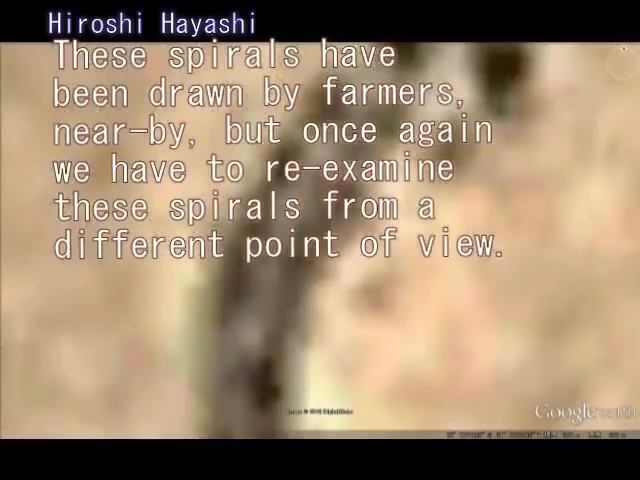 Hiroshi Hayashi
These spirals have
been drawn by farmers,
near-by, but once again
we have to re-examine
these spirals from a
different point of view.
Google earth